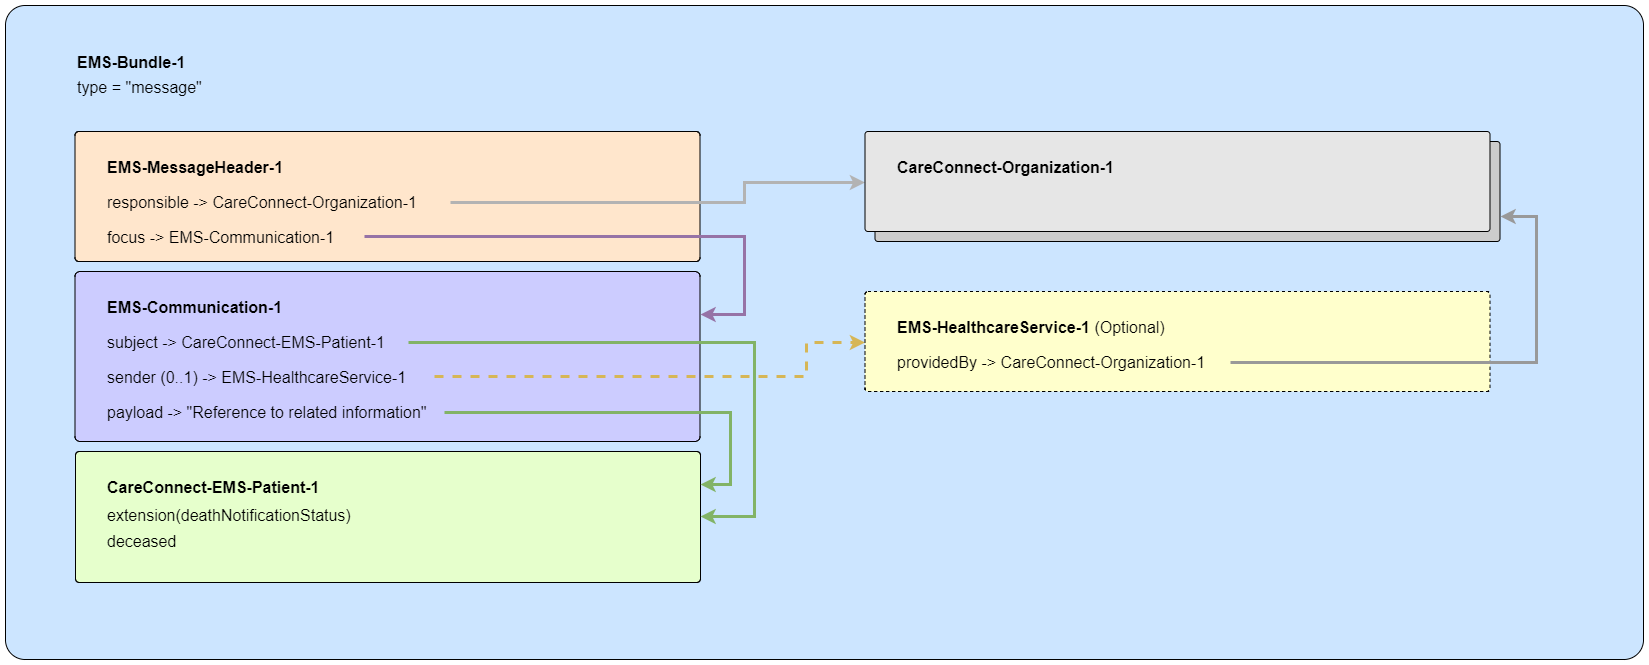 EMS-Bundle-1
type = "message"
EMS-MessageHeader-1
responsible -> CareConnect-Organization-1
focus -> EMS-Communication-1
EMS-Communication-1
subject -> CareConnect-EMS-Patient-1
sender (0..1) -> EMS-HealthcareService-1
payload -> "Reference to related information"
CareConnect-EMS-Patient-1
extension(deathNotificationStatus)
deceased
CareConnect-Organization-1
EMS-HealthcareService-1 (Optional)
providedBy -> CareConnect-Organization-1